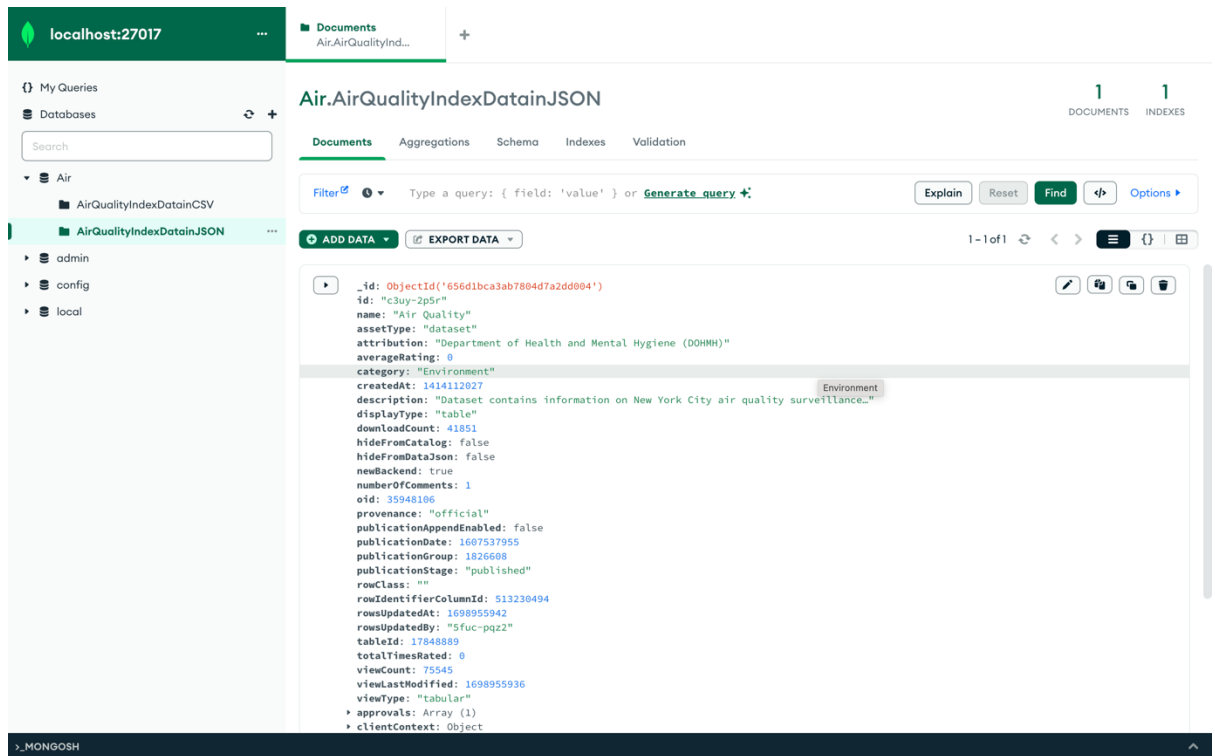 localhost:27017
Documents
Air.AirQualityInd...
{} My Queries
Databases
Search
Air
AirQualityIndexDatainCSV
AirQualityIndexDatainJSON
admin
config
local
Air.AirQualityIndexDatainJSON
1
DOCUMENTS
1
INDEXES
Documents Aggregations Schema Indexes Validation
Filter Type a query: { field: 'value' } or Generate query Explain Reset Find </> Options
ADD DATA EXPORT DATA 1 – 1 of 1 {}
_id: ObjectId('656d1bca3ab7804d7a2dd004')
id: "c3uy-2p5r"
name: "Air Quality"
assetType: "dataset"
attribution: "Department of Health and Mental Hygiene (DOHMH)"
averageRating: 0
category: "Environment"
createdAt: 1414112027
Environment
description: "Dataset contains information on New York City air quality surveillance…"
displayType: "table"
downloadCount: 41851
hideFromCatalog: false
hideFromDataJson: false
newBackend: true
numberOfComments: 1
oid: 35948106
provenance: "official"
publicationAppendEnabled: false
publicationDate: 1607537955
publicationGroup: 1826608
publicationStage: "published"
rowClass: ""
rowIdentifierColumnId: 513230494
rowsUpdatedAt: 1698955942
rowsUpdatedBy: "5fuc-pqz2"
tableId: 17848889
totalTimesRated: 0
viewCount: 75545
viewLastModified: 1698955936
viewType: "tabular"
approvals: Array (1)
clientContext: Object
>_MONGOSH